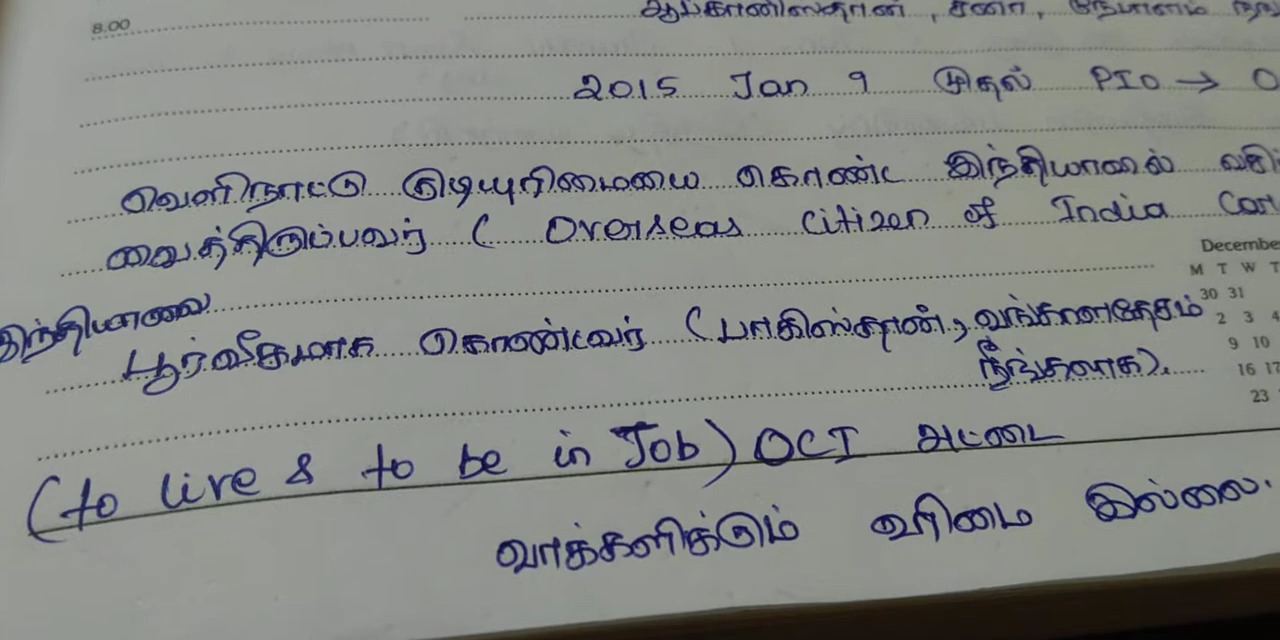 8.00
ஆப்கானிஸ்தான், சீனா, நேபாளம்
2015 Jan 9 முதல் PIO →
வெளிநாட்டு குடியுரிமையை கொண்ட இந்தியாவில்
வைத்திருப்பவர் ( Overseas citizen of India
December
M T W T
இந்தியாவை
30 31
பூர்வீகமாக கொண்டவர் (பாகிஸ்தான், வங்காளதேசம்
2 3 4
நீங்களாக).
9 10
16 17
23
(to live & to be in Job) OCI அட்டை
வாக்களிக்கும் உரிமை இல்லை.